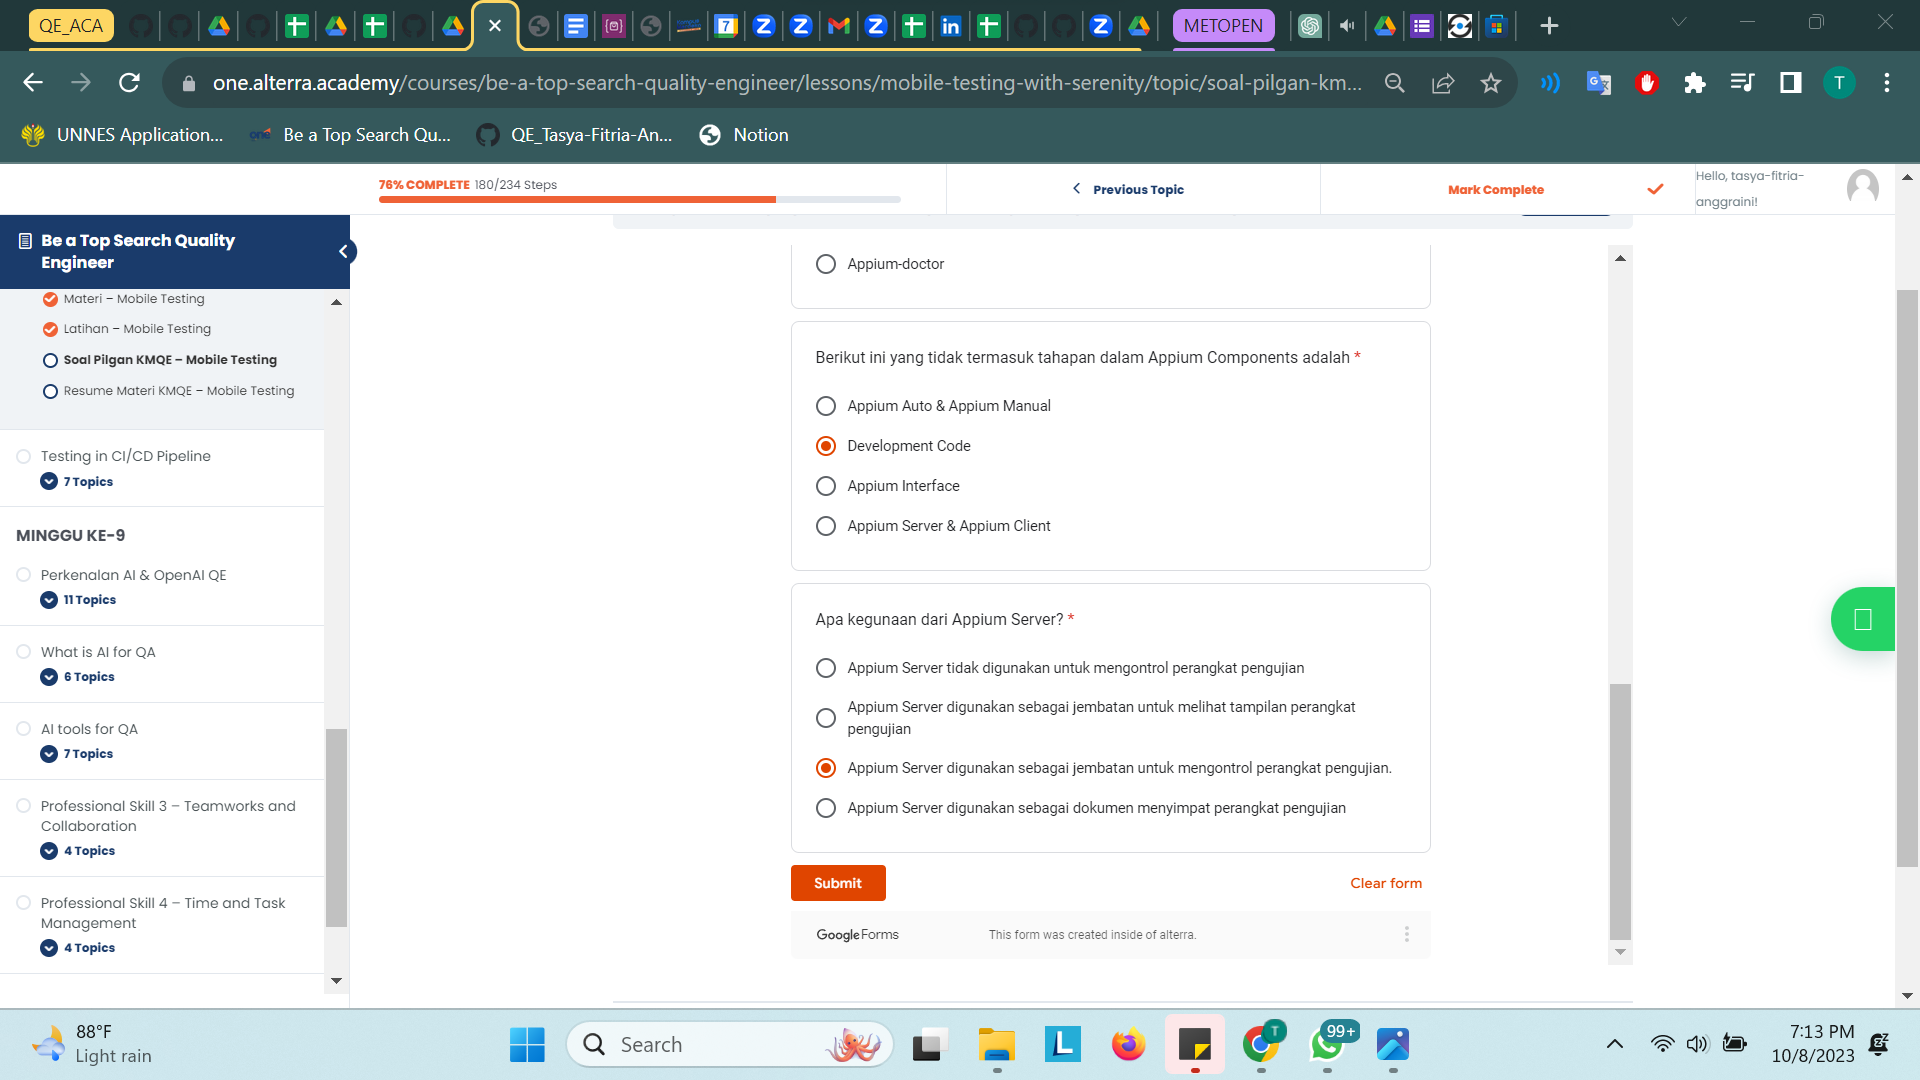 QE_ACA
METOPEN
one.alterra.academy/courses/be-a-top-search-quality-engineer/lessons/mobile-testing-with-serenity/topic/soal-pilgan-km...
T
UNNES Application...
one
Be a Top Search Qu...
QE_Tasya-Fitria-An...
Notion
76% COMPLETE 180/234 Steps
Previous Topic
Mark Complete
Hello, tasya-fitria-
anggraini!
Be a Top Search Quality
Engineer
Materi – Mobile Testing
Latihan – Mobile Testing
Soal Pilgan KMQE – Mobile Testing
Resume Materi KMQE – Mobile Testing
Testing in CI/CD Pipeline
7 Topics
MINGGU KE-9
Perkenalan AI & OpenAI QE
11 Topics
What is AI for QA
6 Topics
AI tools for QA
7 Topics
Professional Skill 3 – Teamworks and
Collaboration
4 Topics
Professional Skill 4 – Time and Task
Management
4 Topics
Appium-doctor
Berikut ini yang tidak termasuk tahapan dalam Appium Components adalah *
Appium Auto & Appium Manual
Development Code
Appium Interface
Appium Server & Appium Client
Apa kegunaan dari Appium Server? *
Appium Server tidak digunakan untuk mengontrol perangkat pengujian
Appium Server digunakan sebagai jembatan untuk melihat tampilan perangkat
pengujian
Appium Server digunakan sebagai jembatan untuk mengontrol perangkat pengujian.
Appium Server digunakan sebagai dokumen menyimpat perangkat pengujian
Submit
Clear form
Google Forms
This form was created inside of alterra.
88°F
Light rain
Search
L
T
99+
7:13 PM
10/8/2023